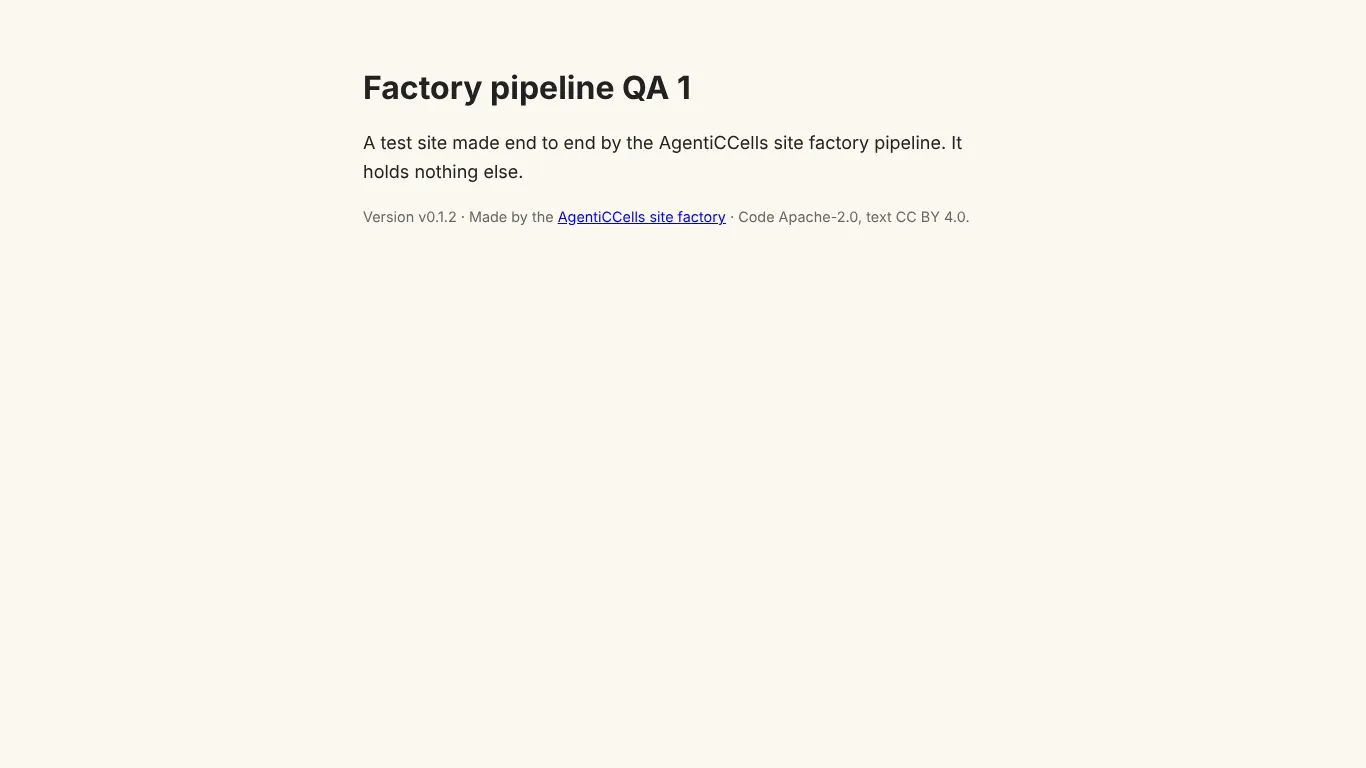 Factory pipeline QA 1
A test site made end to end by the AgentiCCells site factory pipeline. It
holds nothing else.
Version v0.1.2 · Made by the AgentiCCells site factory · Code Apache-2.0, text CC BY 4.0.